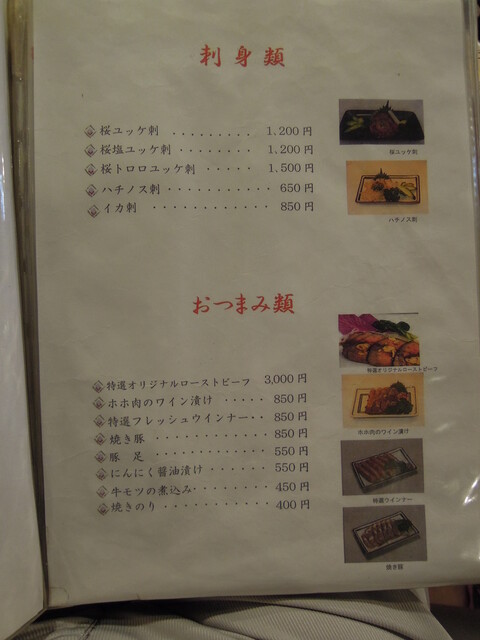 刺身類
桜ユッケ刺 ......... 1,200円
桜塩ユッケ刺 ........ 1,200円
桜トロロユッケ刺 ..... 1,500円
ハチノス刺 ........... 650円
イカ刺 ............ 850円
桜ユッケ刺
ハチノス刺
おつまみ類
特選オリジナルローストビーフ 3,000円
ホホ肉のワイン漬け ..... 850円
特選フレッシュウインナー .. 850円
焼き豚 ............ 850円
豚 足 ............ 550円
にんにく醤油漬け ...... 550円
牛モツの煮込み ........ 450円
焼きのり ........... 400円
特選オリジナルローストビーフ
ホホ肉のワイン漬け
特選ウインナー
焼き豚